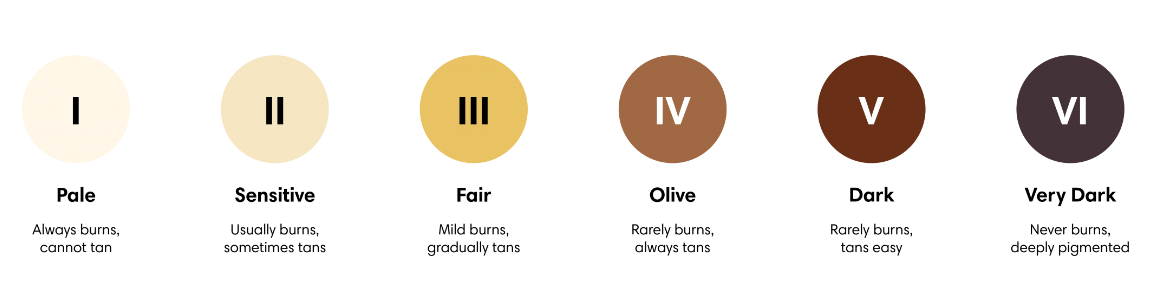 I
II
III
IV
V
VI
Pale
Sensitive
Fair
Olive
Dark
Very Dark
Always burns,
cannot tan
Usually burns,
sometimes tans
Mild burns,
gradually tans
Rarely burns,
always tans
Rarely burns,
tans easy
Never burns,
deeply pigmented